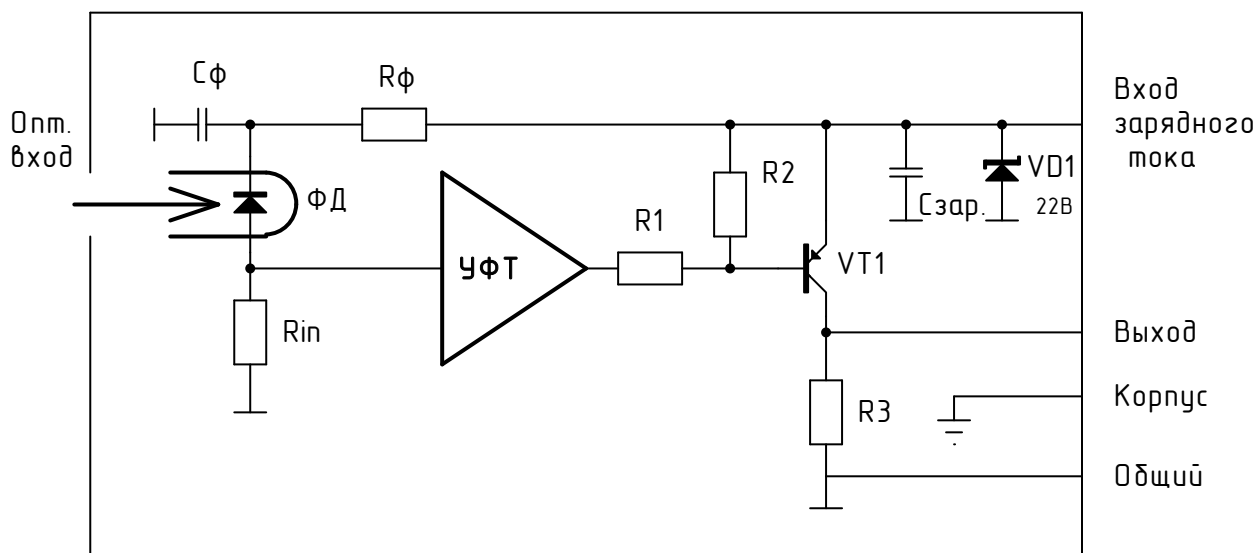 Cф
Rф
Вход
зарядного
тока
Опт.
вход
ФД
R2
VD1
22В
Cзар.
R1
УФТ
VT1
Rin
Выход
R3
Корпус
Общий